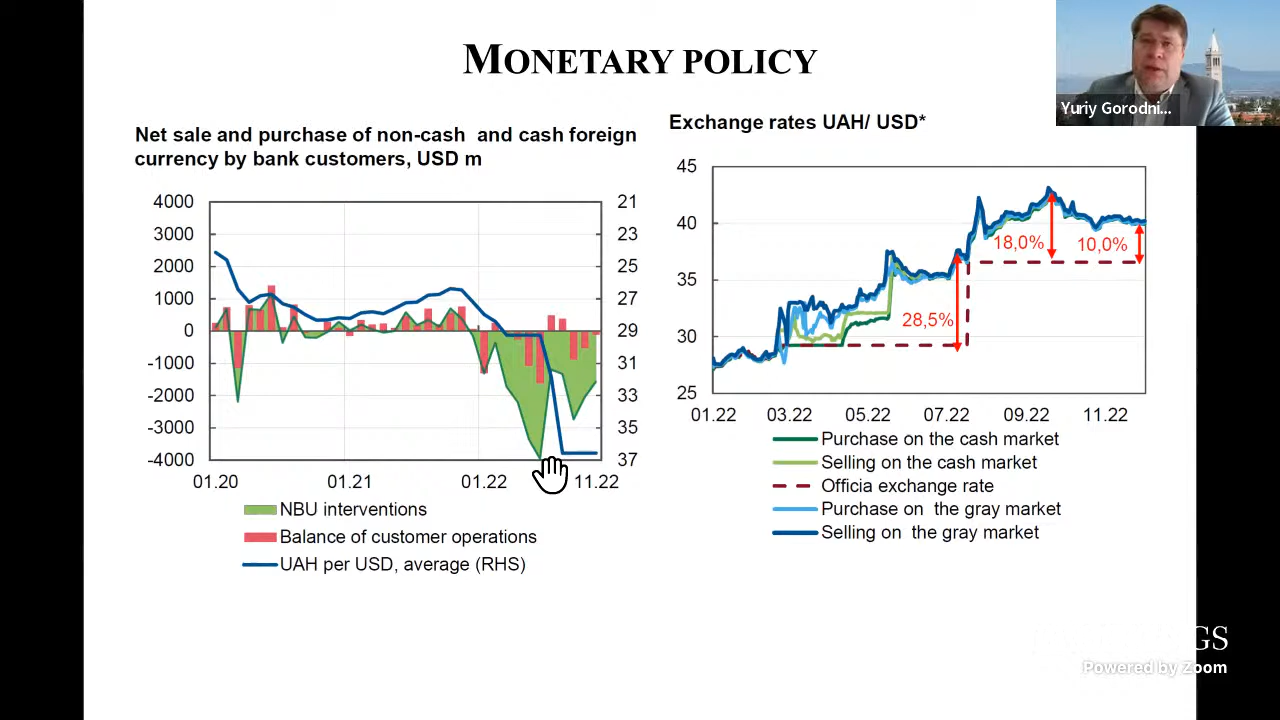 MONETARY POLICY
Yuriy Gorodni...
Net sale and purchase of non-cash and cash foreign
currency by bank customers, USD m
4000
3000
2000
1000
0
-1000
-2000
-3000
-4000
21
23
25
27
29
31
33
35
37
01.20
01.21
01.22
11.22
NBU interventions
Balance of customer operations
UAH per USD, average (RHS)
Exchange rates UAH/ USD*
45
40
35
30
25
28,5%
18,0%
10,0%
01.22
03.22
05.22
07.22
09.22
11.22
Purchase on the cash market
Selling on the cash market
Officia exchange rate
Purchase on the gray market
Selling on the gray market
GS
Powered by Zoom